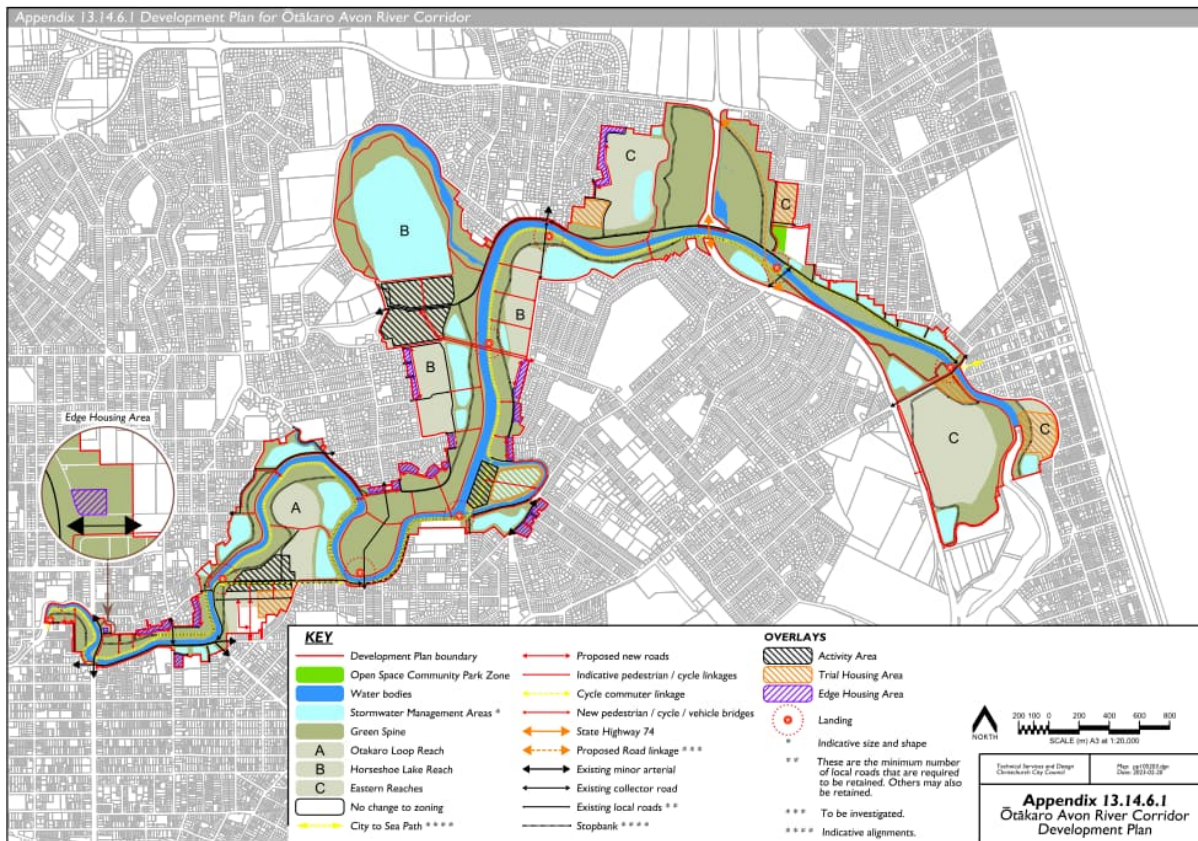 Appendix 13.14.6.1 Development Plan for Ōtākaro Avon River Corridor
C
C
B
B
B
C
C
Edge Housing Area
A
KEY
Development Plan boundary
Open Space Community Park Zone
Water bodies
Stormwater Management Areas *
Green Spine
A Otakaro Loop Reach
B Horseshoe Lake Reach
C Eastern Reaches
No change to zoning
City to Sea Path ****
Proposed new roads
Indicative pedestrian / cycle linkages
Cycle commuter linkage
New pedestrian / cycle / vehicle bridges
State Highway 74
Proposed Road linkage ***
Existing minor arterial
Existing collector road
Existing local roads **
Stopbank ****
OVERLAYS
Activity Area
Trial Housing Area
Edge Housing Area
Landing
* Indicative size and shape
** These are the minimum number
of local roads that are required
to be retained. Others may also
be retained.
*** To be investigated.
**** Indicative alignments.
NORTH
200 100 0 200 400 600 800
SCALE (m) A3 at 1:20,000
Technical Services and Design
Christchurch City Council
Appendix 13.14.6.1
Ōtākaro Avon River Corridor
Development Plan